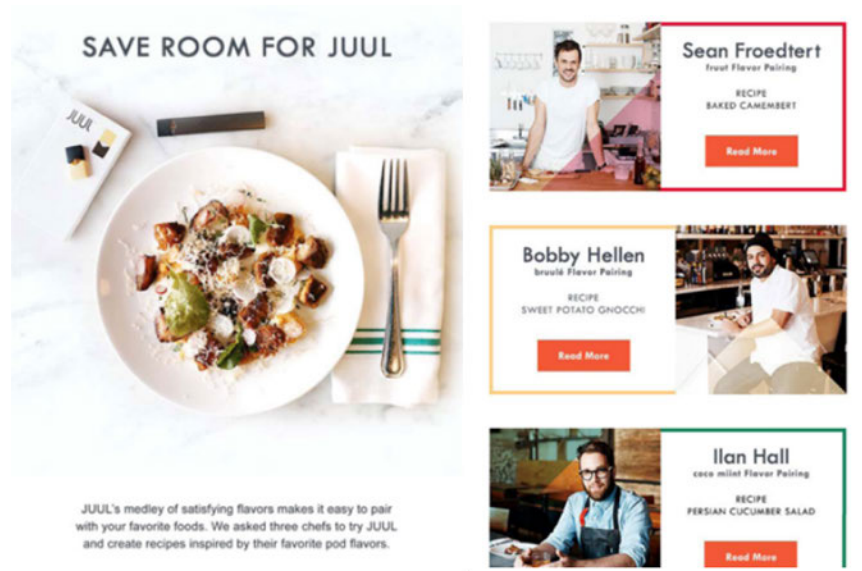 SAVE ROOM FOR JUUL
JUUL
JUUL's medley of satisfying flavors makes it easy to pair
with your favorite foods. We asked three chefs to try JUUL
and create recipes inspired by their favorite pod flavors.
Sean Froedtert
fruut Flavor Pairing
RECIPE
BAKED CAMEMBERT
Read More
Bobby Hellen
bruulé Flavor Pairing
RECIPE
SWEET POTATO GNOCCHI
Read More
Ilan Hall
coco miint Flavor Pairing
RECIPE
PERSIAN CUCUMBER SALAD
Read More